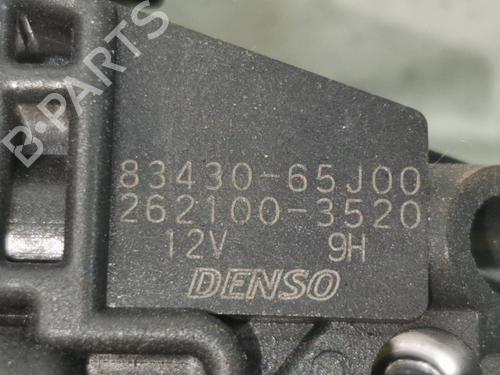 B-PARTS
83430-65J00
262100-3520
12V 9H
DENSO